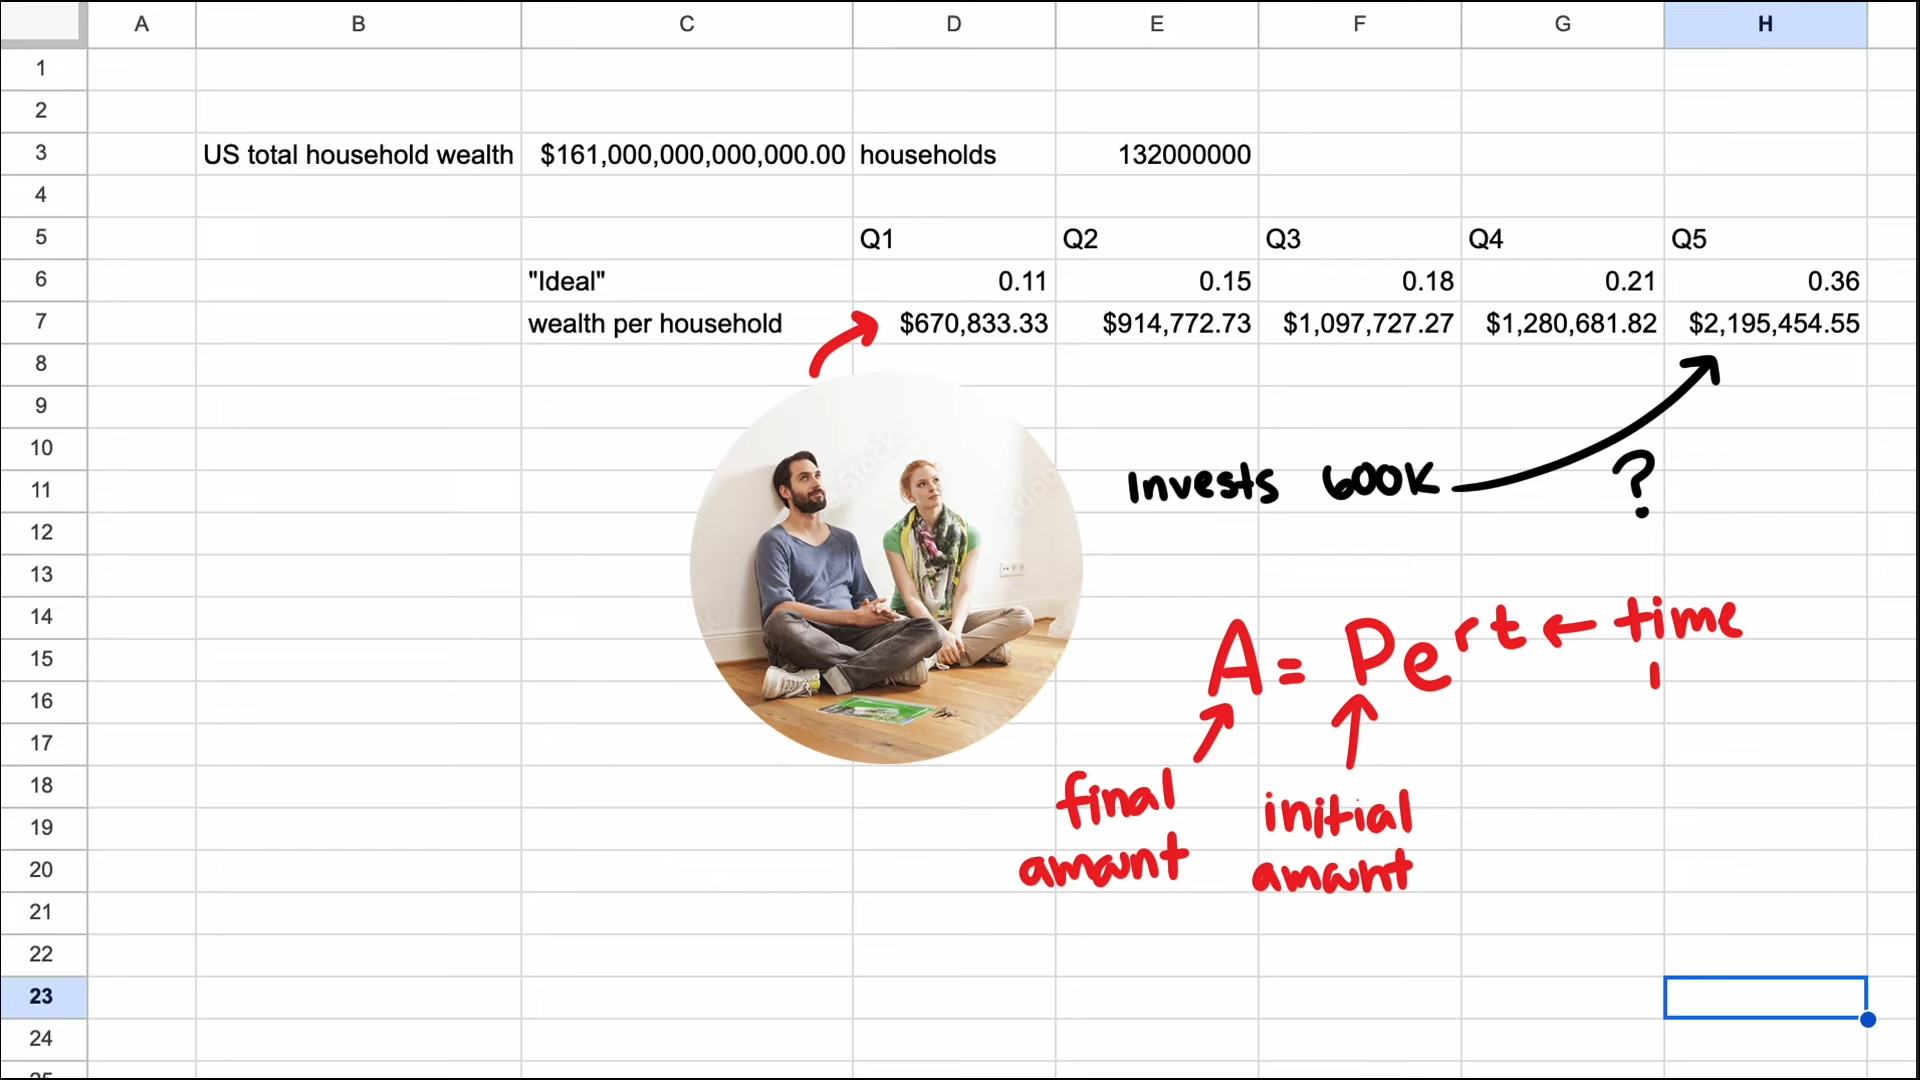 A B C D E F G H
1
2
3 US total household wealth $161,000,000,000,000.00 households 132000000
4
5 Q1 Q2 Q3 Q4 Q5
6 "Ideal" 0.11 0.15 0.18 0.21 0.36
7 wealth per household $670,833.33 $914,772.73 $1,097,727.27 $1,280,681.82 $2,195,454.55
8
9
10
11 invests 600K ?
12
13
14
15 A = Pe^rt ← time
16
17
18 final initial
19
20 amount amount
21
22
23
24